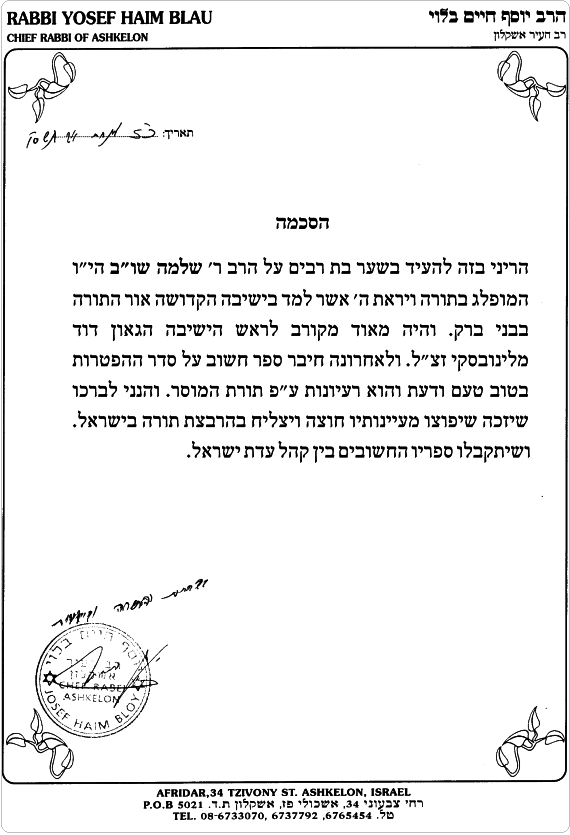 RABBI YOSEF HAIM BLAU
הרב יוסף חיים בלוי
CHIEF RABBI OF ASHKELON
רב העיר אשקלון
תאריך:
הסכמה
הריני בזה להעיד בשער בת רבים על הרב ר׳ שלמה שו״ב הי״ו
המופלג בתורה ויראת ה׳ אשר למד בישיבה הקדושה אור התורה
בבני ברק. והיה מאוד מקורב לראש הישיבה הגאון דוד
מלינובסקי זצ״ל. ולאחרונה חיבר ספר חשוב על סדר ההפטרות
בטוב טעם ודעת והוא רעיונות ע״פ תורת המוסר. והנני לברכו
שיזכה שיפוצו מעיינותיו חוצה ויצליח בהרבצת תורה בישראל.
ושיתקבלו ספריו החשובים בין קהל עדת ישראל.
יוסף חיים בלוי
אשקלון
CHIEF RABBI
ASHKELON
JOSEF HAIM BLOY
AFRIDAR,34 TZIVONY ST. ASHKELON, ISRAEL
רח׳ צבעוני 34, אשכולי פז, אשקלון ת.ד. P.O.B 5021
TEL. 08-6733070, 6737792 ,6765454 .טל